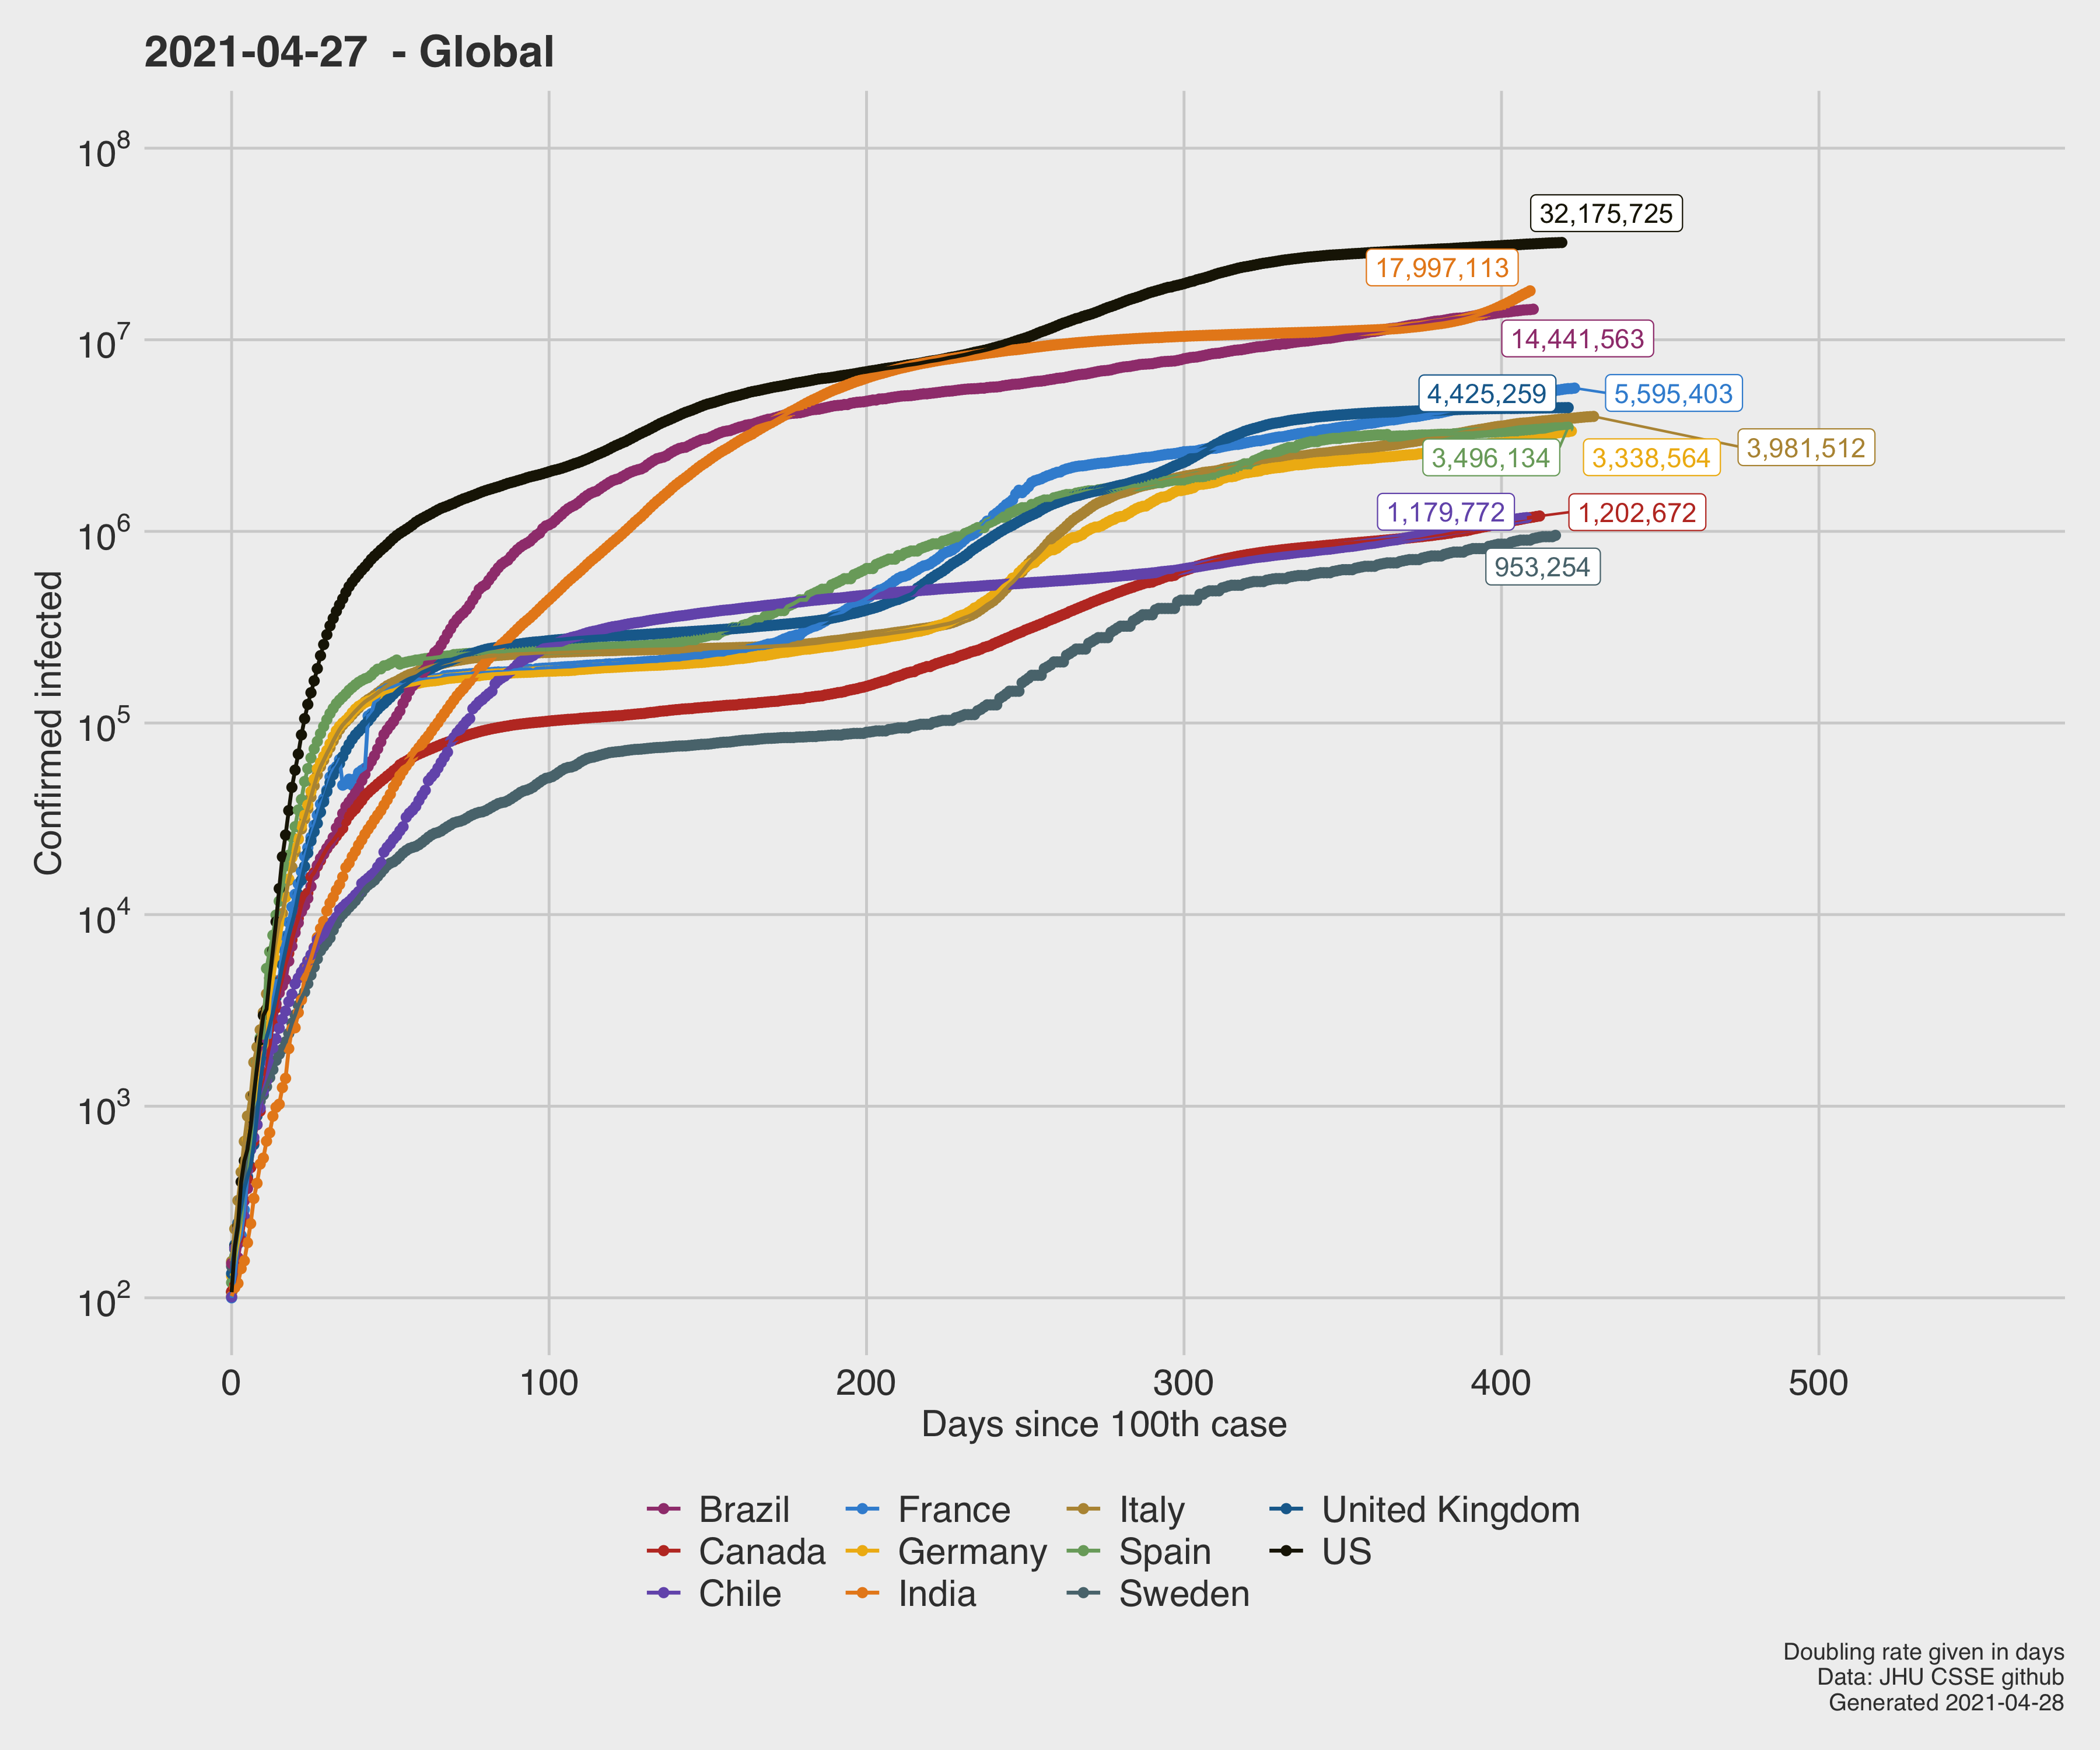 2021-04-27  - Global
10^8
10^7
10^6
10^5
10^4
10^3
10^2
Confirmed infected
32,175,725
17,997,113
14,441,563
4,425,259
5,595,403
3,981,512
3,496,134
3,338,564
1,179,772
1,202,672
953,254
0 100 200 300 400 500
Days since 100th case
Brazil France Italy United Kingdom
Canada Germany Spain US
Chile India Sweden
Doubling rate given in days
Data: JHU CSSE github
Generated 2021-04-28